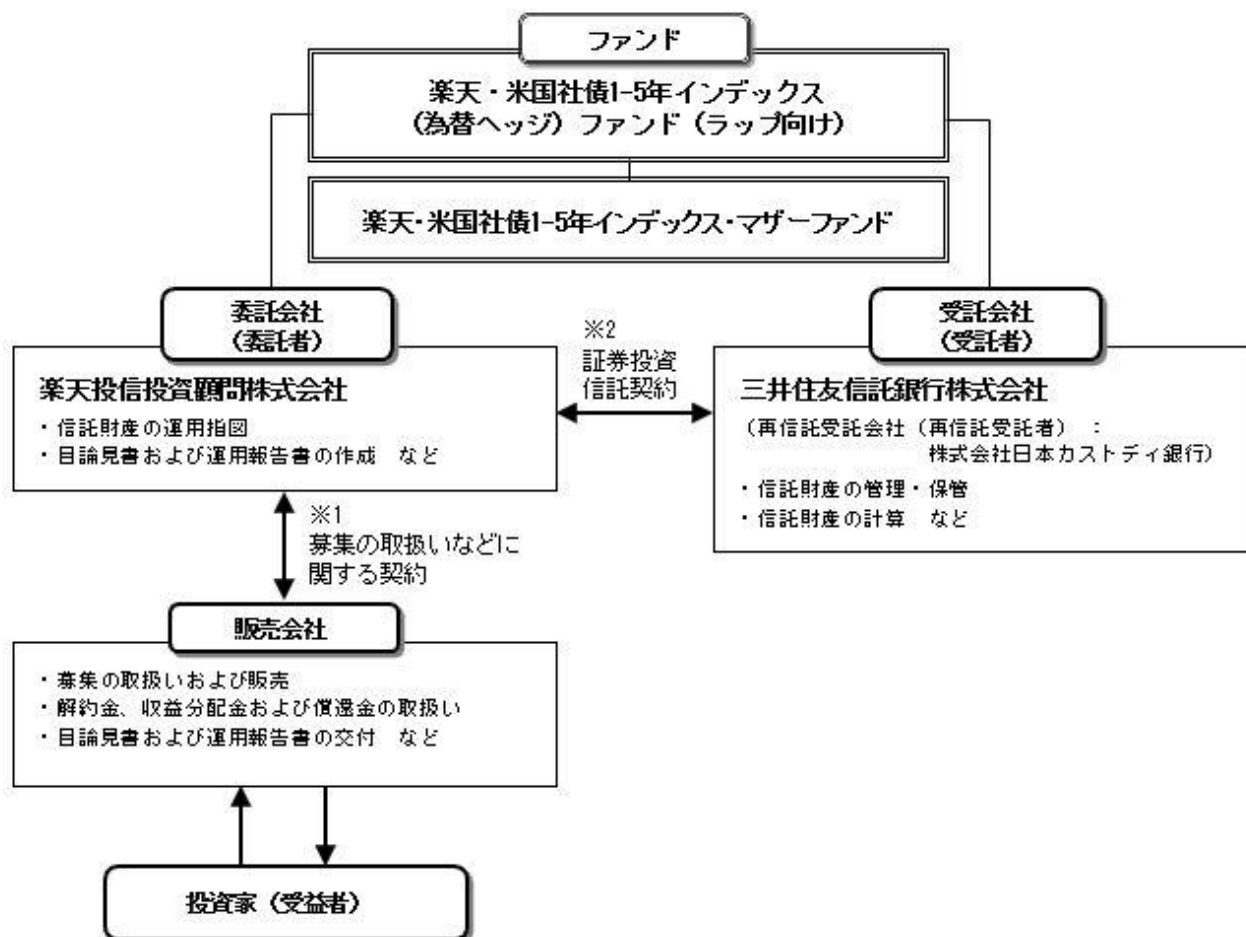 ファンド
楽天・米国社債1-5年インデックス
(為替ヘッジ) ファンド (ラップ向け)
楽天・米国社債1-5年インデックス・マザーファンド
委託会社
(委託者)
楽天投信投資顧問株式会社
・信託財産の運用指図
・目論見書および運用報告書の作成 など
※2
証券投資
信託契約
受託会社
(受託者)
三井住友信託銀行株式会社
(再信託受託会社 (再信託受託者) :
株式会社日本カストディ銀行)
・信託財産の管理・保管
・信託財産の計算 など
※1
募集の取扱いなどに
関する契約
販売会社
・募集の取扱いおよび販売
・解約金、収益分配金および償還金の取扱い
・目論見書および運用報告書の交付 など
投資家 (受益者)